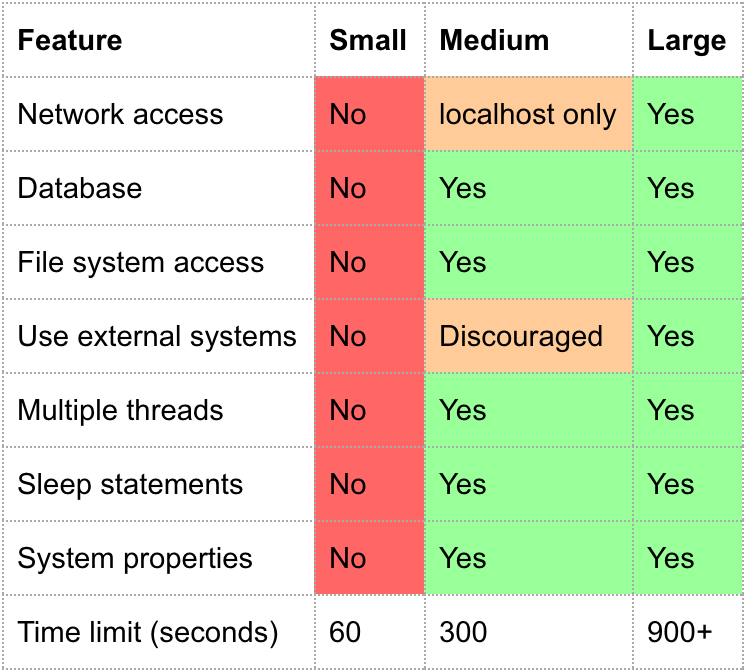 Feature Small Medium Large
Network access No localhost only Yes
Database No Yes Yes
File system access No Yes Yes
Use external systems No Discouraged Yes
Multiple threads No Yes Yes
Sleep statements No Yes Yes
System properties No Yes Yes
Time limit (seconds) 60 300 900+